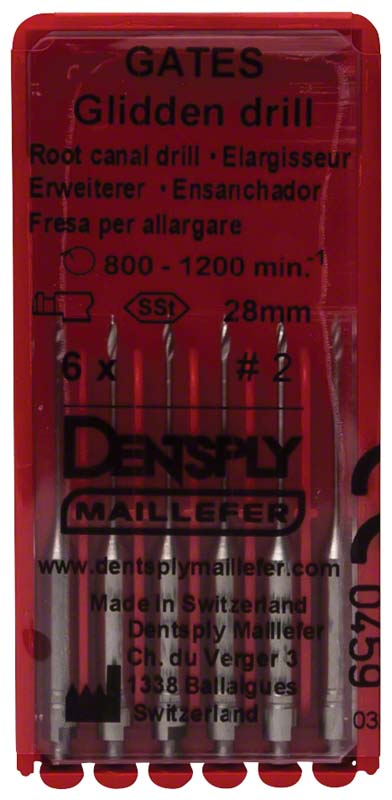 GATES
Glidden drill
Root canal drill · Elargisseur
Erweiterer · Ensanchador
Fresa per allargare
800 - 1200 min.-1
SSt 28mm
6 x # 2
DENTSPLY
MAILLEFER
www.dentsplymaillefer.com
Made in Switzerland
Dentsply Maillefer
Ch. du Verger 3
1338 Ballaigues
Switzerland
0459
03